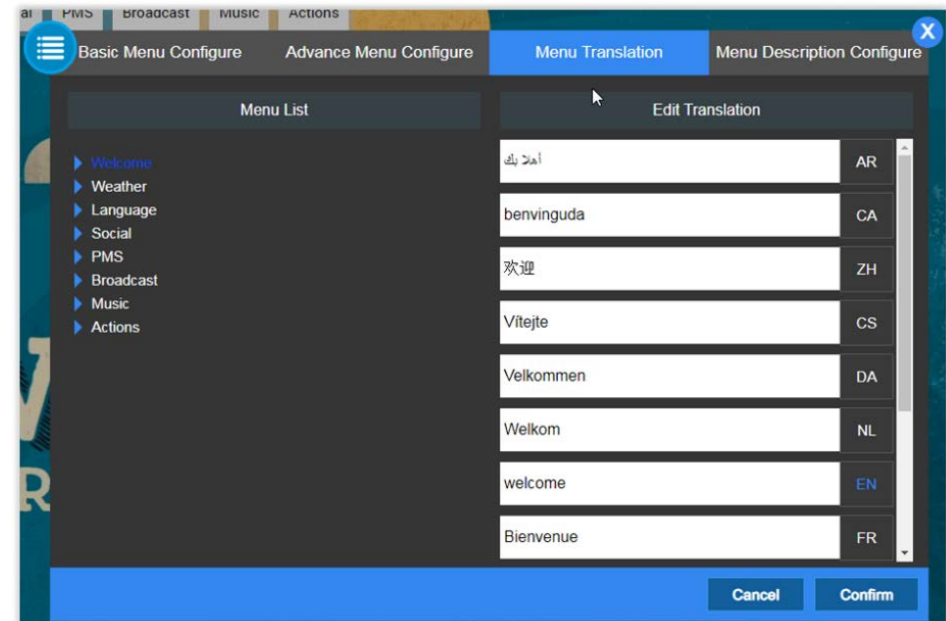 al PMS Broadcast Music Actions
X
Basic Menu Configure Advance Menu Configure Menu Translation Menu Description Configure
Menu List
Edit Translation
Welcome
Weather
Language
Social
PMS
Broadcast
Music
Actions
أهلا بك AR
benvinguda CA
欢迎 ZH
Vítejte CS
Velkommen DA
Welkom NL
welcome EN
Bienvenue FR
R
Cancel Confirm